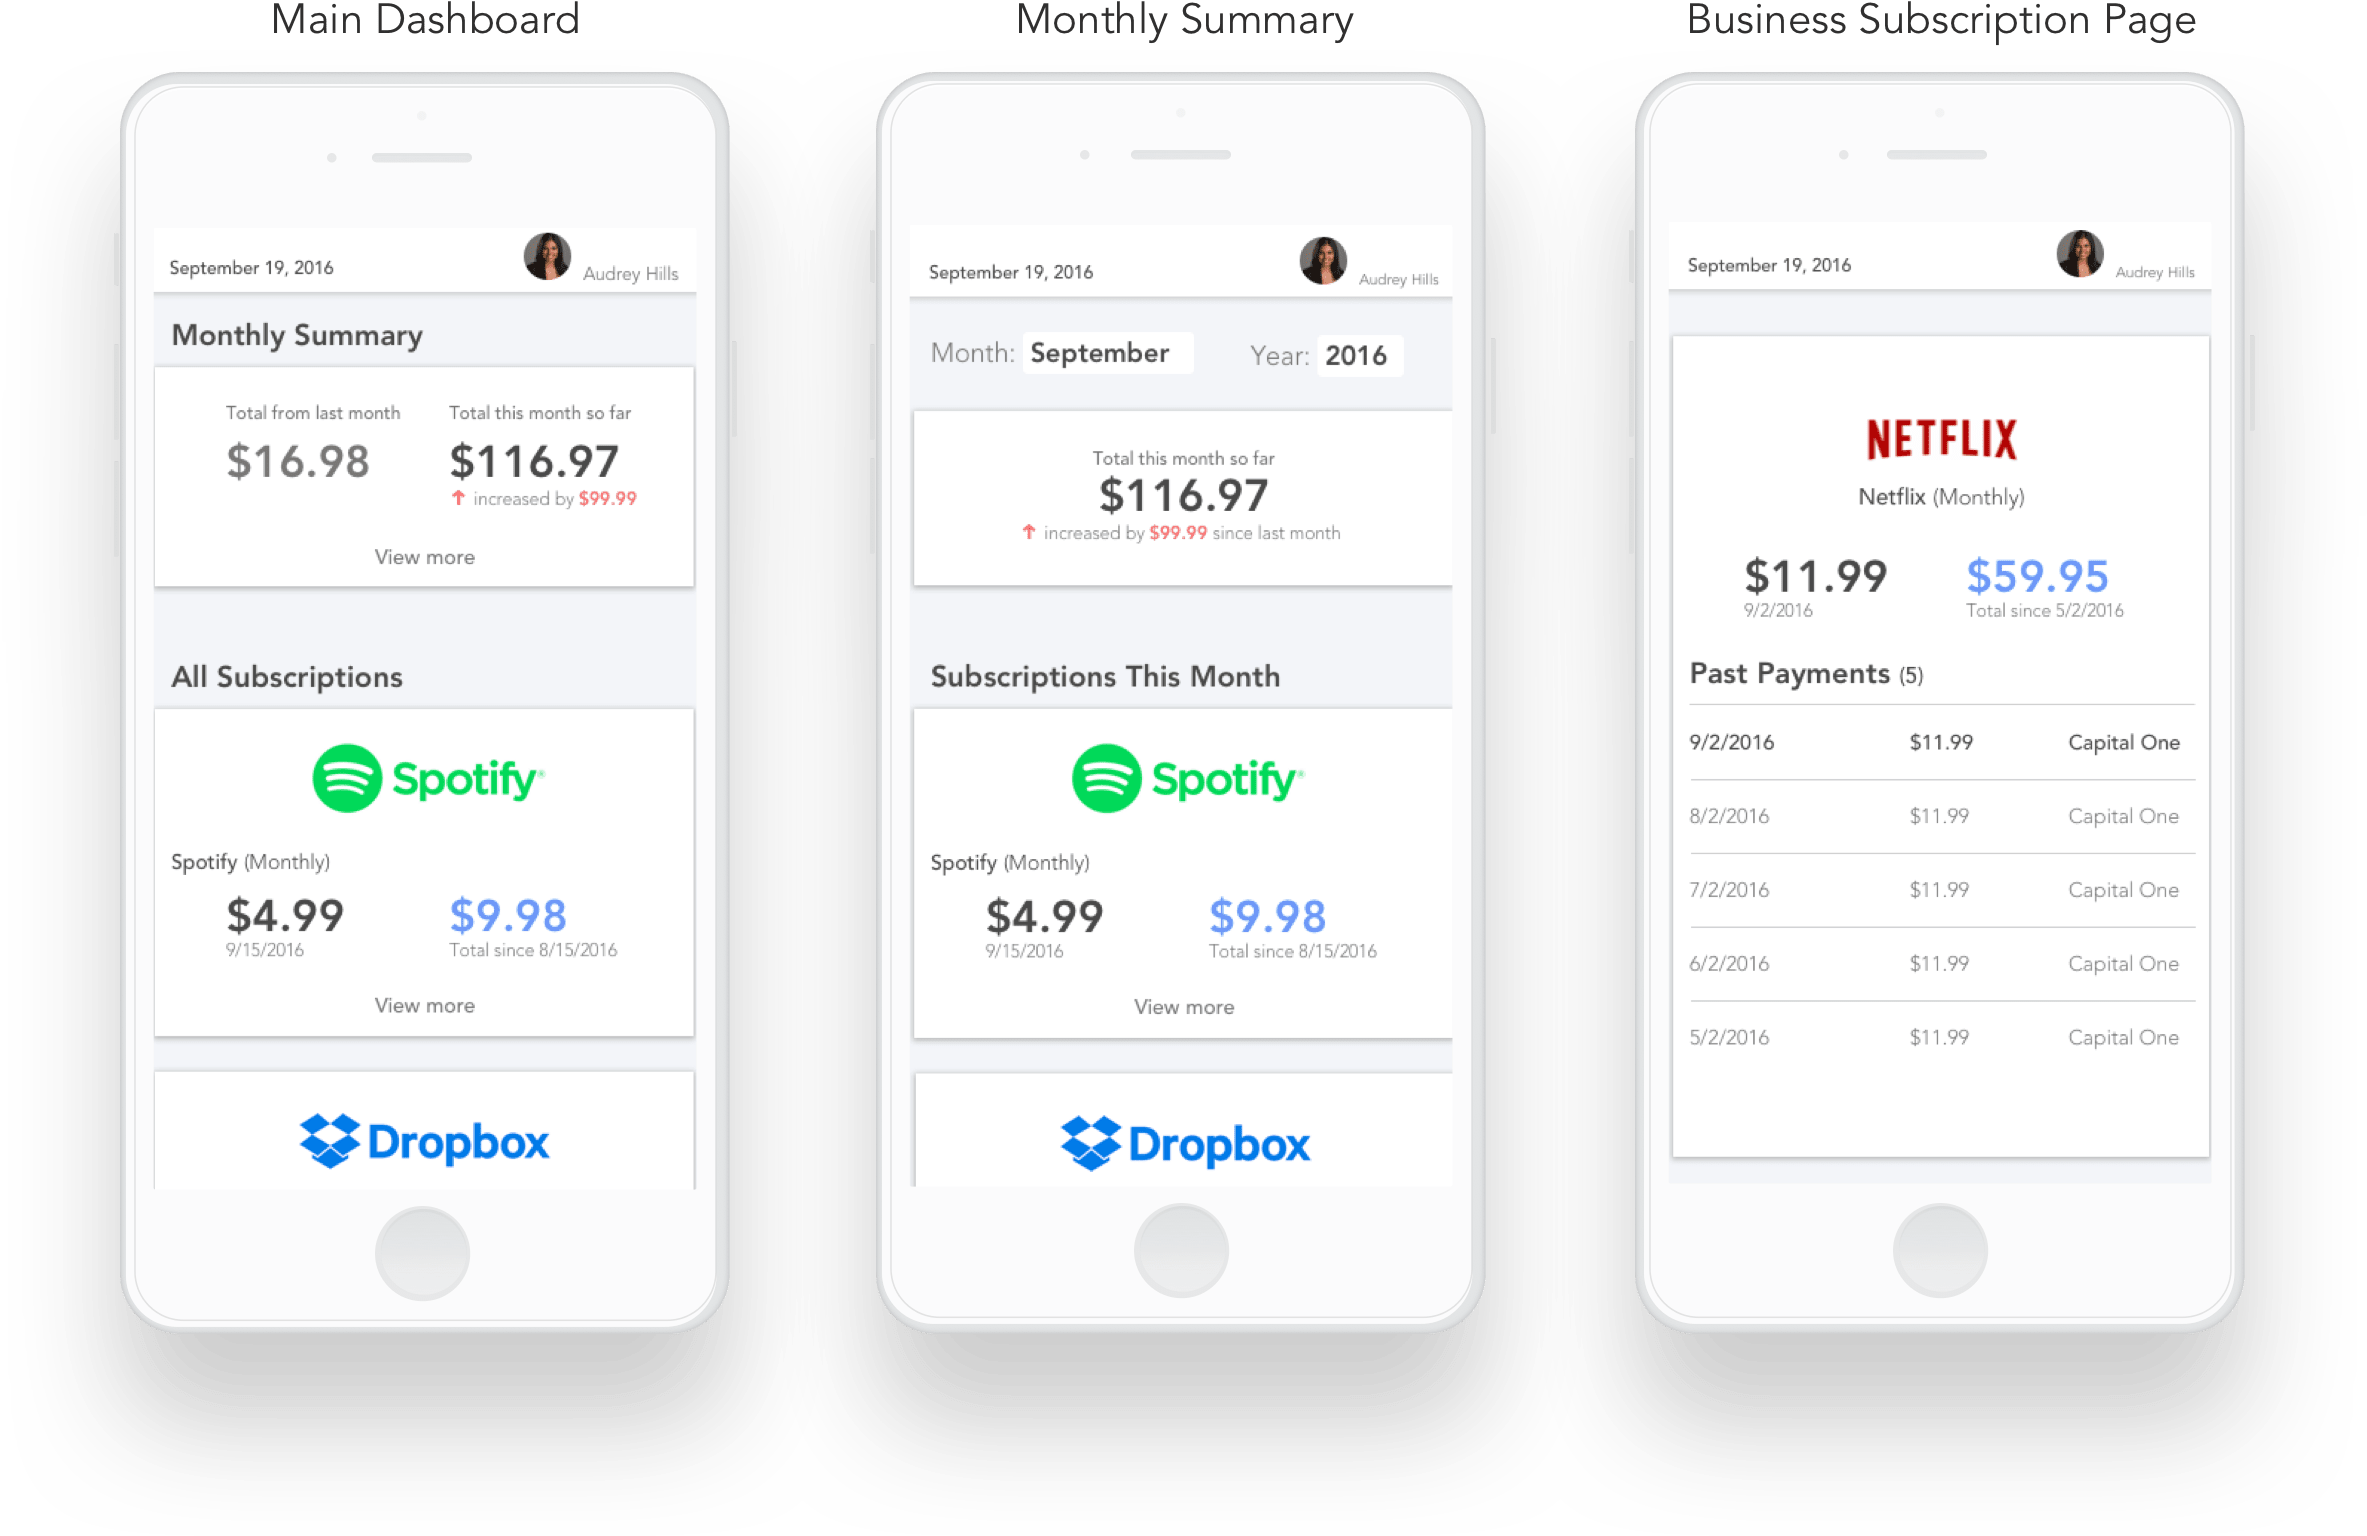 Main Dashboard
September 19, 2016
Audrey Hills
Monthly Summary
Total from last month
Total this month so far
$16.98
$116.97
↑ increased by $99.99
View more
All Subscriptions
Spotify®
Spotify (Monthly)
$4.99
$9.98
9/15/2016
Total since 8/15/2016
View more
Dropbox
Monthly Summary
September 19, 2016
Audrey Hills
Month: September
Year: 2016
Total this month so far
$116.97
↑ increased by $99.99 since last month
Subscriptions This Month
Spotify®
Spotify (Monthly)
$4.99
$9.98
9/15/2016
Total since 8/15/2016
View more
Dropbox
Business Subscription Page
September 19, 2016
Audrey Hills
NETFLIX
Netflix (Monthly)
$11.99
$59.95
9/2/2016
Total since 5/2/2016
Past Payments (5)
9/2/2016 $11.99 Capital One
8/2/2016 $11.99 Capital One
7/2/2016 $11.99 Capital One
6/2/2016 $11.99 Capital One
5/2/2016 $11.99 Capital One